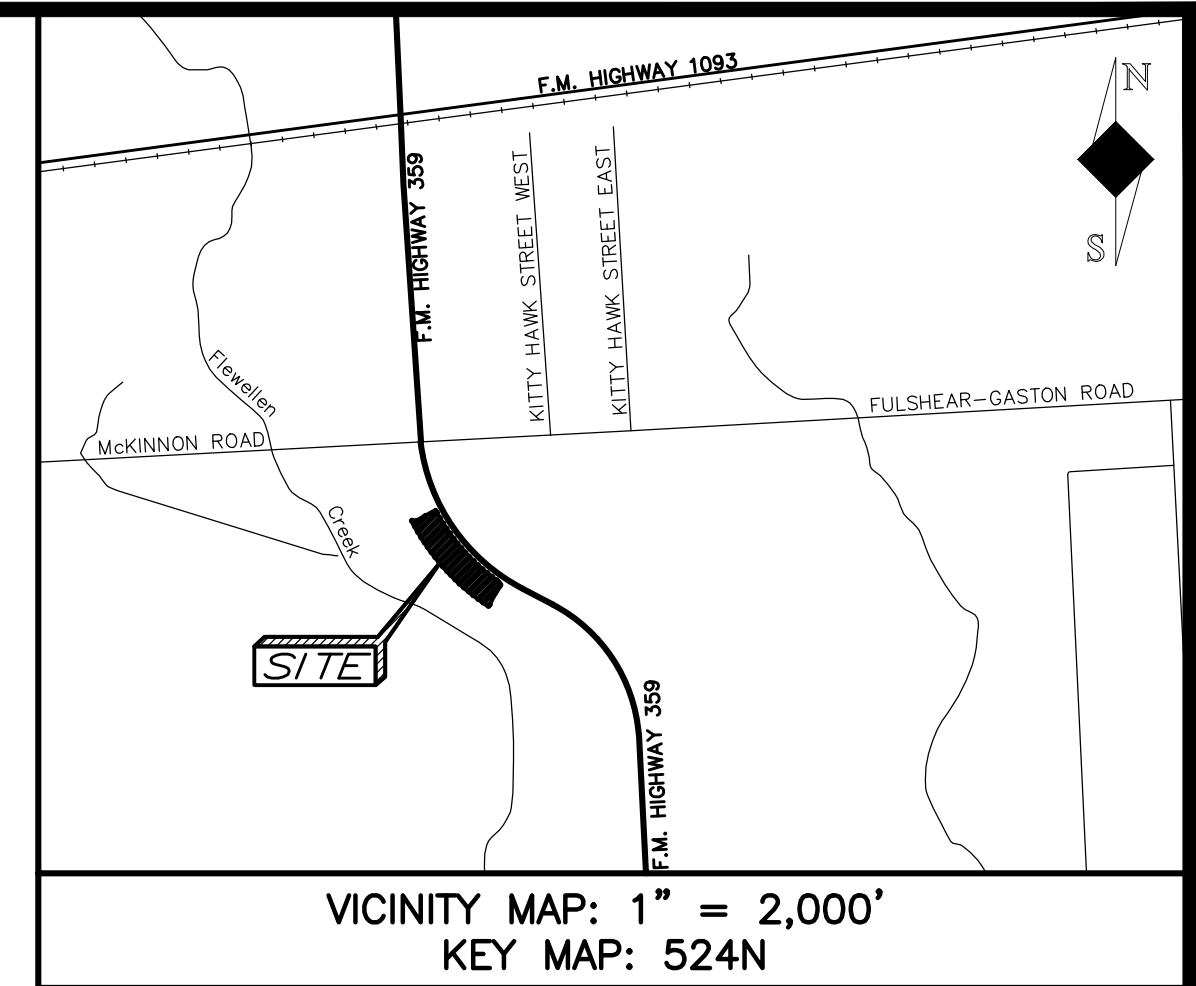 F.M. HIGHWAY 1093
N
S
F.M. HIGHWAY 359
KITTY HAWK STREET WEST
KITTY HAWK STREET EAST
Flewellen
Creek
McKINNON ROAD
FULSHEAR-GASTON ROAD
SITE
F.M. HIGHWAY 359
VICINITY MAP: 1" = 2,000'
KEY MAP: 524N